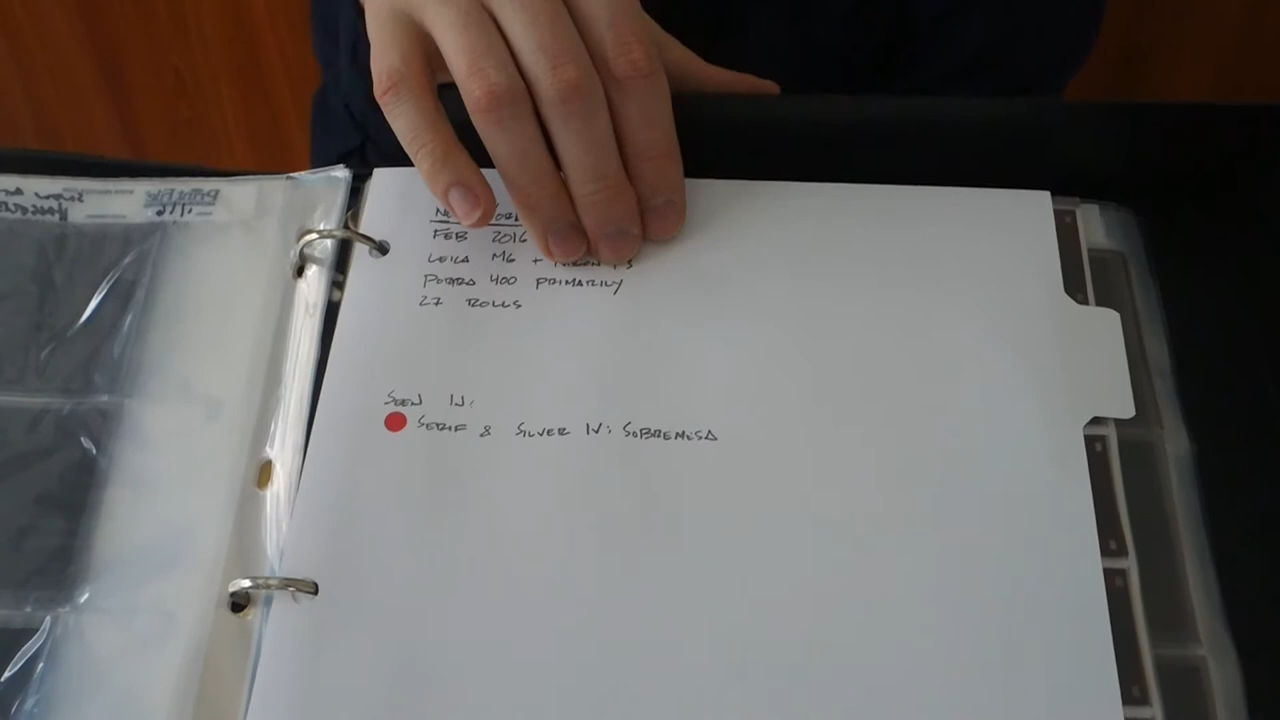 FEB 2016
LEICA M6 +
PORTRA 400 PRIMARILY
27 ROLLS
SEEN IN:
SERIF & SILVER IV: SOBREMESA